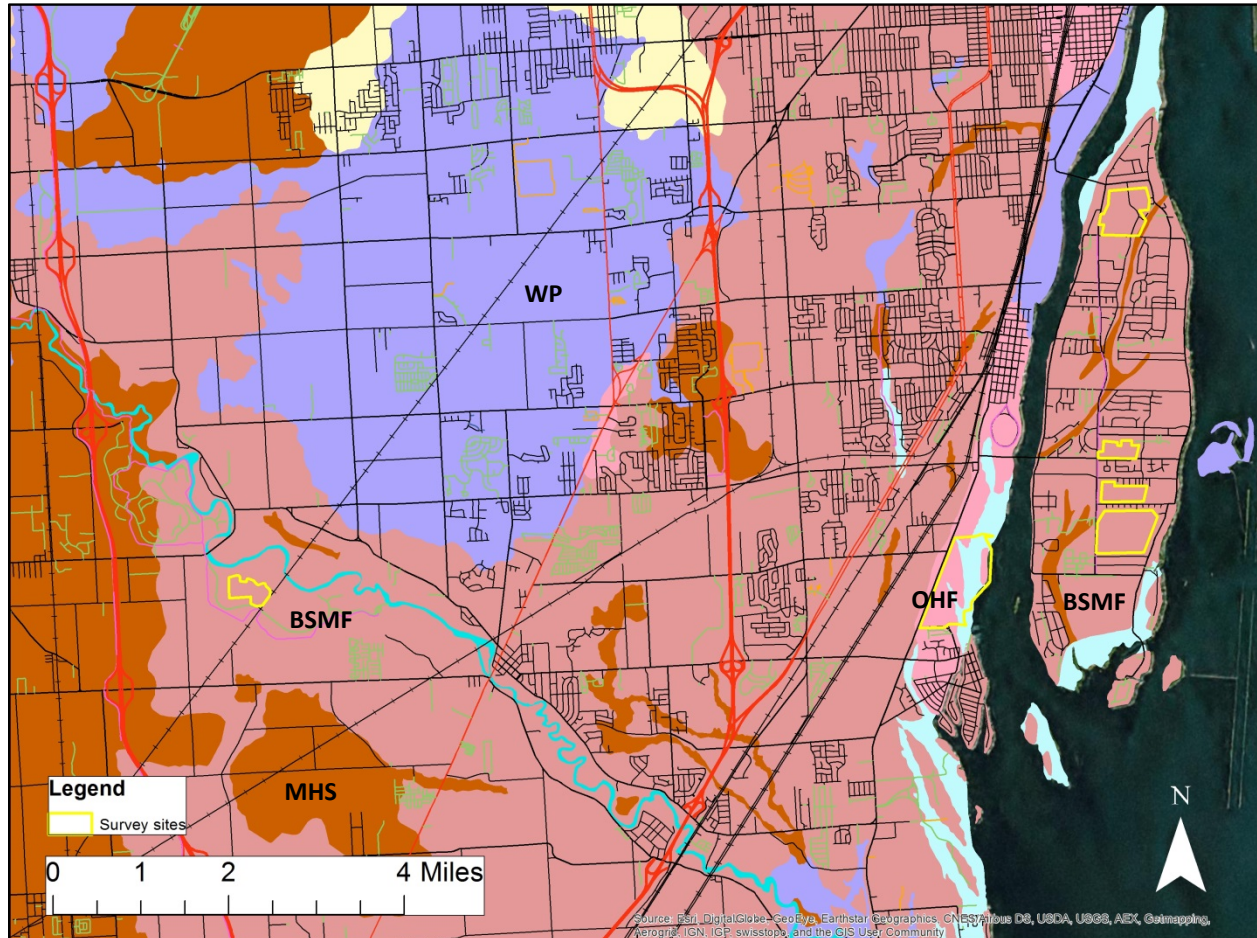 WP
BSMF
OHF
BSMF
MHS
Legend
Survey sites
0 1 2 4 Miles
N
Source: Esri, DigitalGlobe, GeoEye, Earthstar Geographics, CNES/Airbus DS, USDA, USGS, AEX, Getmapping,
Aerogrid, IGN, IGP, swisstopo, and the GIS User Community